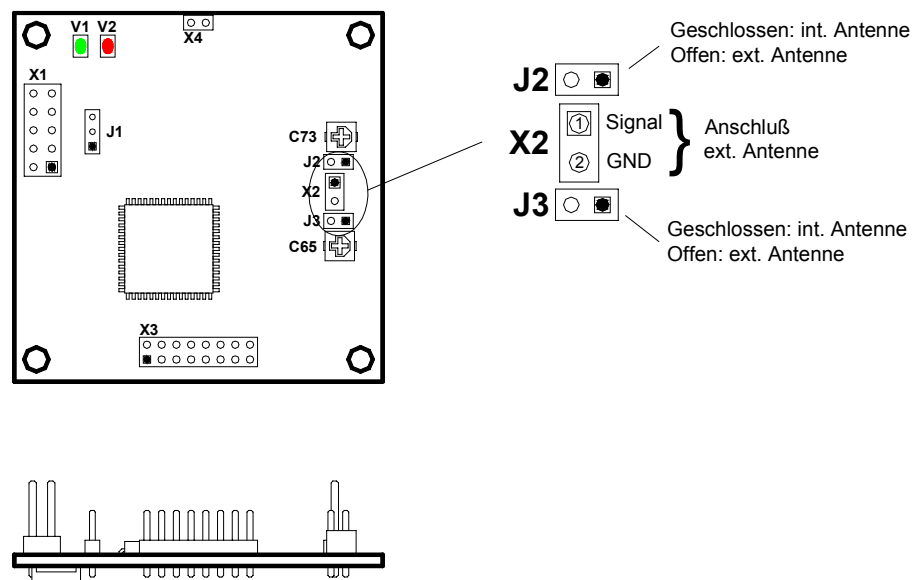 V1 V2
X4
X1
J1
C73
J2
X2
J3
C65
X3
Geschlossen: int. Antenne
Offen: ext. Antenne
J2
X2
1 Signal
2 GND
Anschluß
ext. Antenne
J3
Geschlossen: int. Antenne
Offen: ext. Antenne